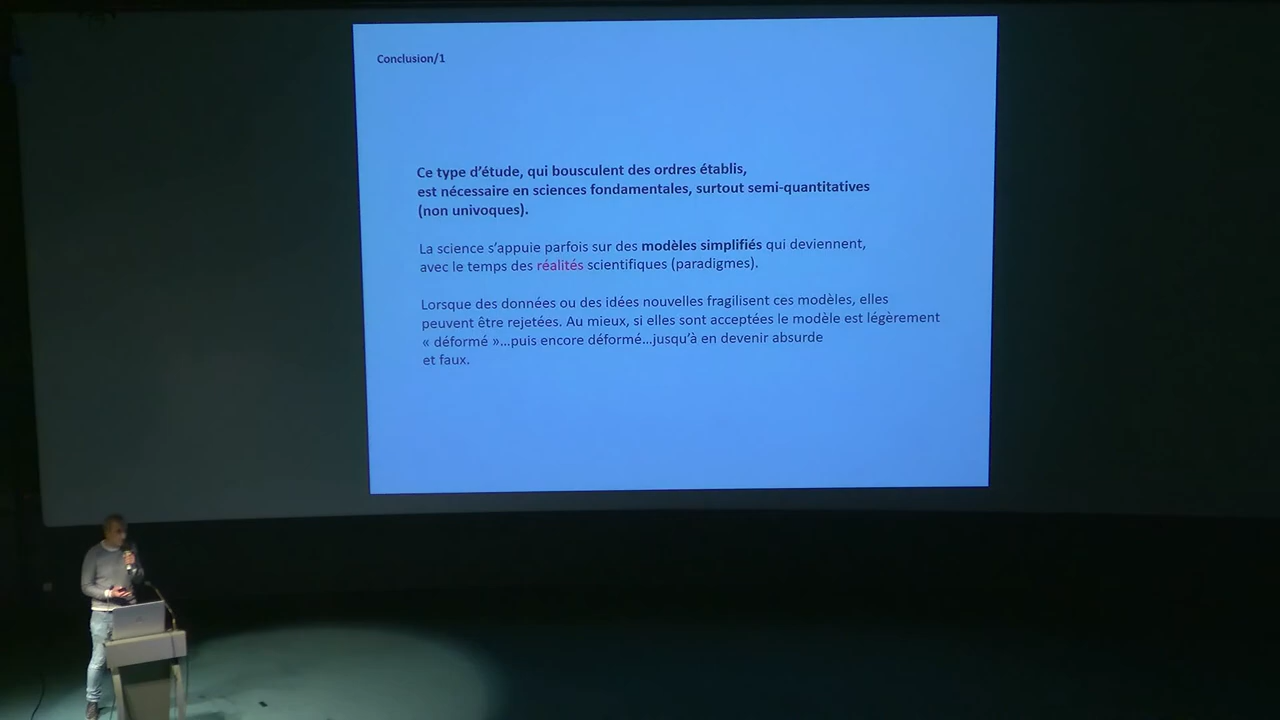 Conclusion/1
Ce type d'étude, qui bousculent des ordres établis,
est nécessaire en sciences fondamentales, surtout semi-quantitatives
(non univoques).
La science s'appuie parfois sur des modèles simplifiés qui deviennent,
avec le temps des réalités scientifiques (paradigmes).
Lorsque des données ou des idées nouvelles fragilisent ces modèles, elles
peuvent être rejetées. Au mieux, si elles sont acceptées le modèle est légèrement
« déformé »...puis encore déformé...jusqu'à en devenir absurde
et faux.